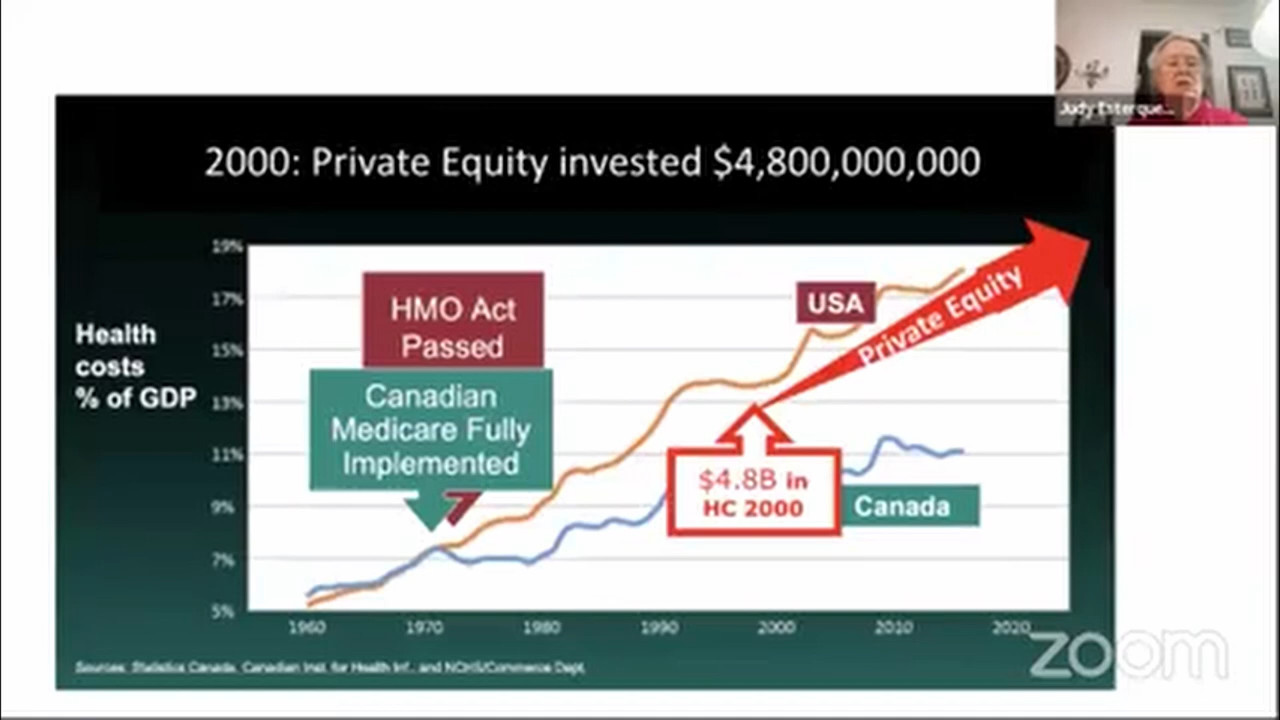 Judy Esterque...
2000: Private Equity invested $4,800,000,000
Health
costs
% of GDP
19%
17%
15%
13%
11%
9%
7%
5%
HMO Act
Passed
Canadian
Medicare Fully
Implemented
USA
Private Equity
$4.8B in
HC 2000
Canada
1960
1970
1980
1990
2000
2010
2020
Sources: Statistics Canada, Canadian Inst. for Health Inf., and NCHS/Commerce Dept.
zoom